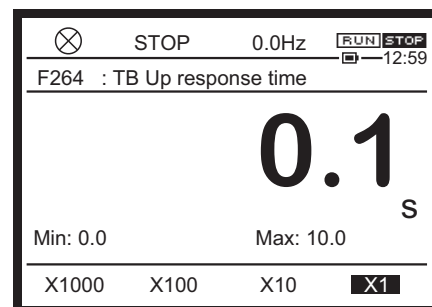 STOP 0.0Hz RUN STOP
12:59
F264 : TB Up response time
0.1
s
Min: 0.0 Max: 10.0
X1000 X100 X10 X1